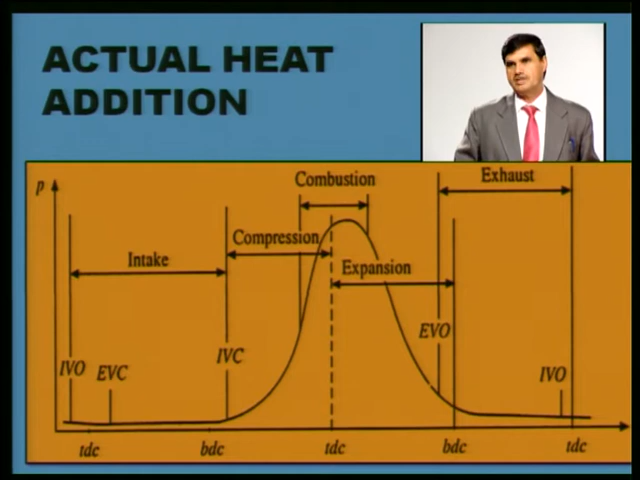 ACTUAL HEAT
ADDITION
p
Combustion
Exhaust
Compression
Intake
Expansion
EVO
IVC
IVO
EVC
IVO
tdc
bdc
tdc
bdc
tdc